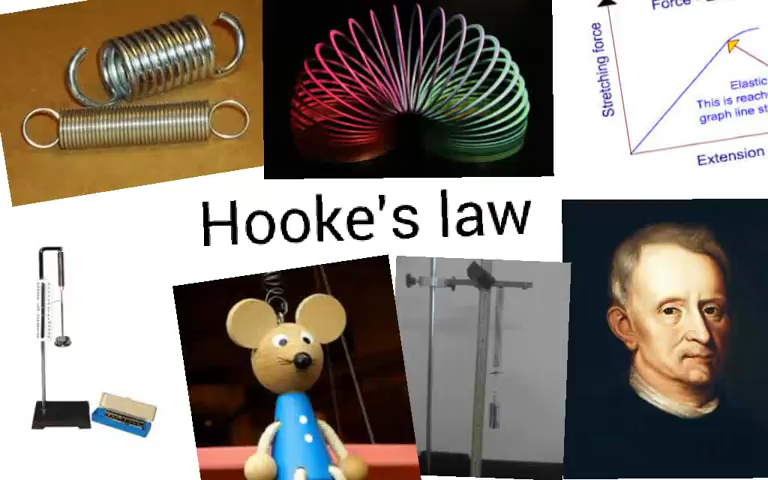 Force
Stretching force
Elastic
This is reach
graph line st
Extension
Hooke's law